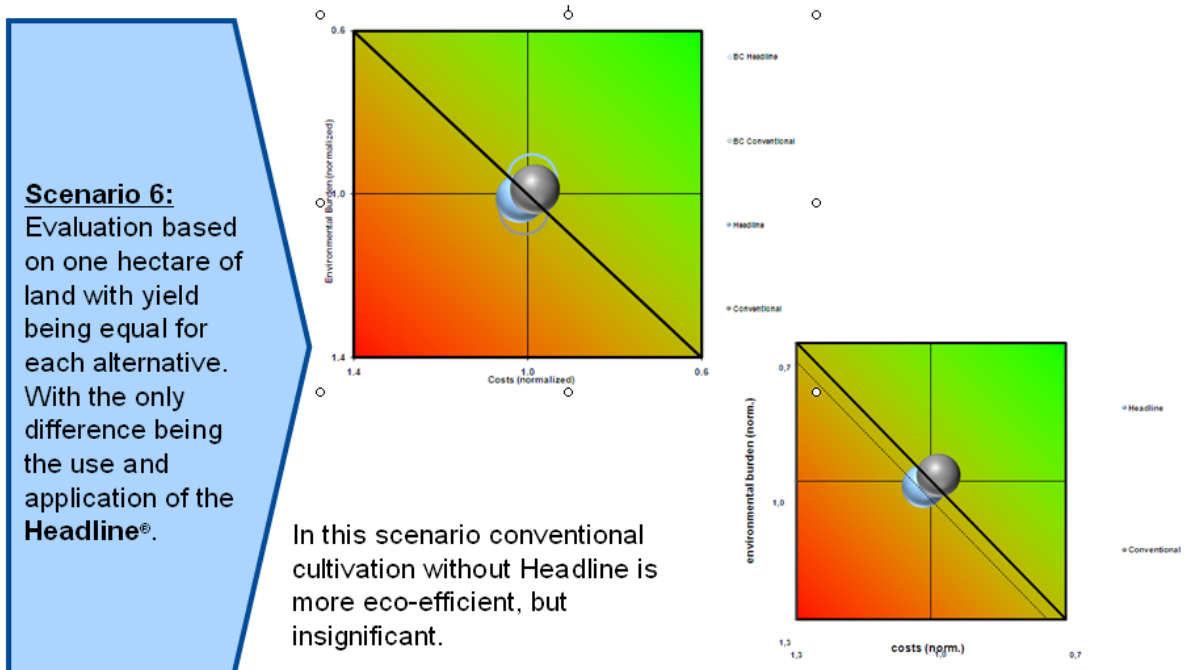 Scenario 6:
Evaluation based
on one hectare of
land with yield
being equal for
each alternative.
With the only
difference being
the use and
application of the
Headline®.
0.6
1.0
1.4
Environmental Burden (normalized)
1.4
1.0
0.6
Costs (normalized)
BC Headline
BC Conventional
Headline
Conventional
In this scenario conventional
cultivation without Headline is
more eco-efficient, but
insignificant.
0,7
1,0
1,3
environmental burden (norm.)
1,3
1,0
0,7
costs (norm.)
Headline
Conventional